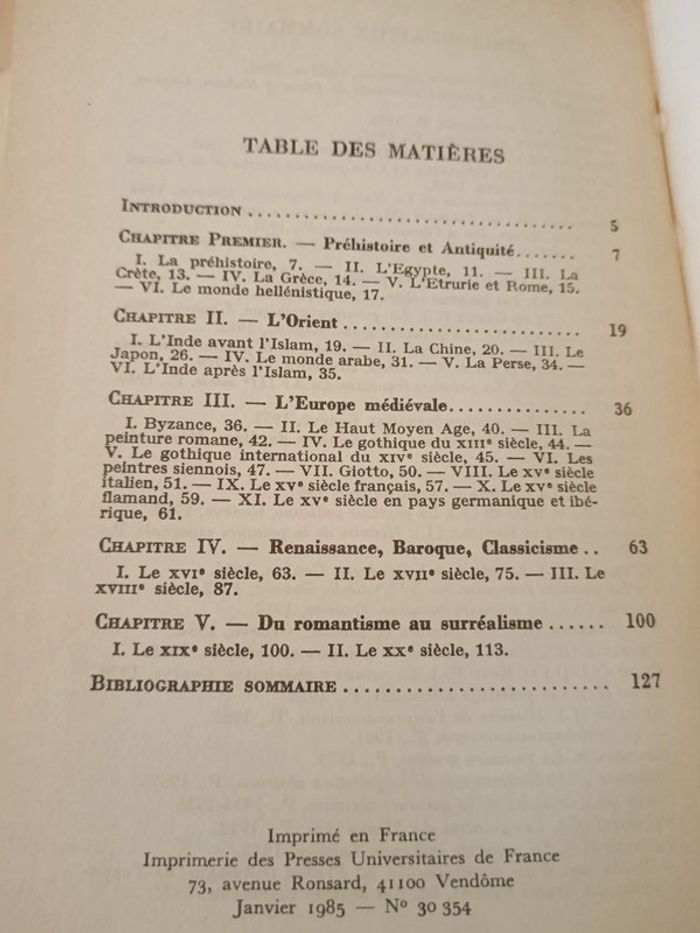 TABLE DES MATIÈRES
INTRODUCTION .................................... 5
CHAPITRE PREMIER. — Préhistoire et Antiquité....... 7
I. La préhistoire, 7. — II. L'Egypte, 11. — III. La
Crète, 13. — IV. La Grèce, 14. — V. L'Etrurie et Rome, 15.
— VI. Le monde hellénistique, 17.
CHAPITRE II. — L'Orient .......................... 19
I. L'Inde avant l'Islam, 19. — II. La Chine, 20. — III. Le
Japon, 26. — IV. Le monde arabe, 31. — V. La Perse, 34. —
VI. L'Inde après l'Islam, 35.
CHAPITRE III. — L'Europe médiévale............... 36
I. Byzance, 36. — II. Le Haut Moyen Age, 40. — III. La
peinture romane, 42. — IV. Le gothique du XIIIe siècle, 44. —
V. Le gothique international du XIVe siècle, 45. — VI. Les
peintres siennois, 47. — VII. Giotto, 50. — VIII. Le XVe siècle
italien, 51. — IX. Le XVe siècle français, 57. — X. Le XVe siècle
flamand, 59. — XI. Le XVe siècle en pays germanique et ibé-
rique, 61.
CHAPITRE IV. — Renaissance, Baroque, Classicisme .. 63
I. Le XVIe siècle, 63. — II. Le XVIIe siècle, 75. — III. Le
XVIIIe siècle, 87.
CHAPITRE V. — Du romantisme au surréalisme ...... 100
I. Le XIXe siècle, 100. — II. Le XXe siècle, 113.
BIBLIOGRAPHIE SOMMAIRE .......................... 127
Imprimé en France
Imprimerie des Presses Universitaires de France
73, avenue Ronsard, 41100 Vendôme
Janvier 1985 — No 30 354